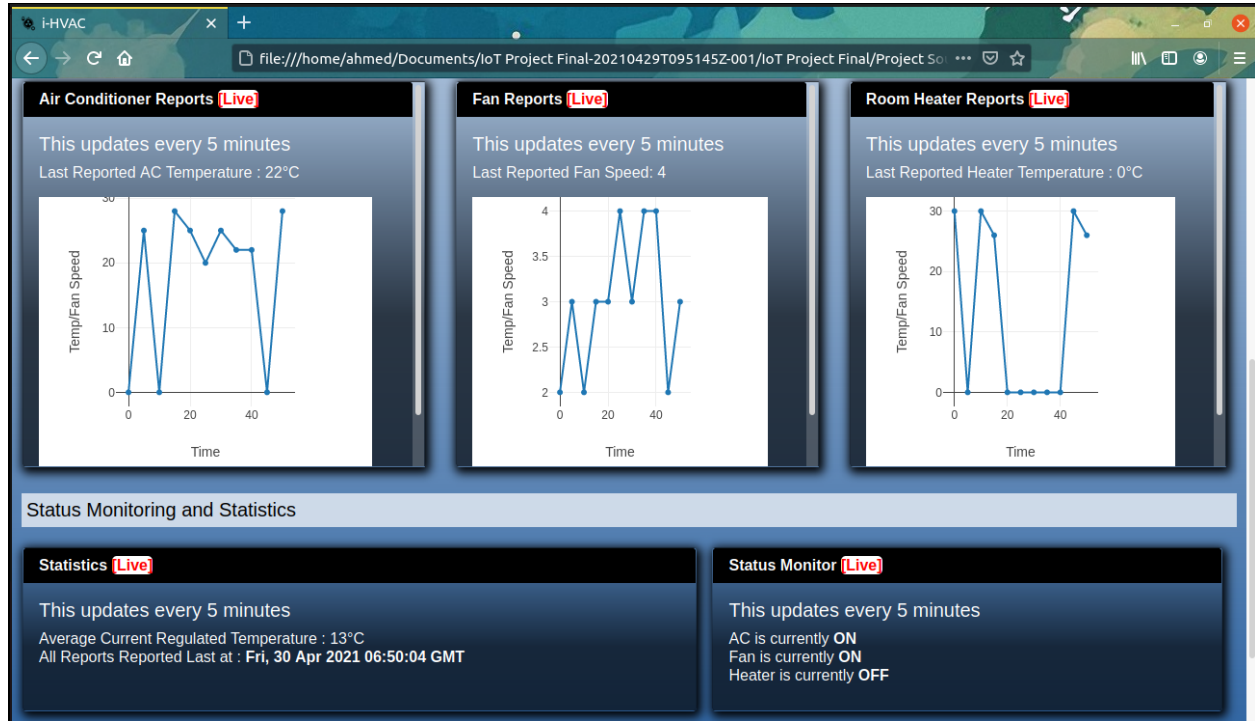 i-HVAC
file:///home/ahmed/Documents/IoT Project Final-20210429T095145Z-001/IoT Project Final/Project So
Air Conditioner Reports [Live]
This updates every 5 minutes
Last Reported AC Temperature : 22°C
30
20
10
0
Temp/Fan Speed
0 20 40
Time
Fan Reports [Live]
This updates every 5 minutes
Last Reported Fan Speed: 4
4
3.5
3
2.5
2
Temp/Fan Speed
0 20 40
Time
Room Heater Reports [Live]
This updates every 5 minutes
Last Reported Heater Temperature : 0°C
30
20
10
0
Temp/Fan Speed
0 20 40
Time
Status Monitoring and Statistics
Statistics [Live]
This updates every 5 minutes
Average Current Regulated Temperature : 13°C
All Reports Reported Last at : Fri, 30 Apr 2021 06:50:04 GMT
Status Monitor [Live]
This updates every 5 minutes
AC is currently ON
Fan is currently ON
Heater is currently OFF